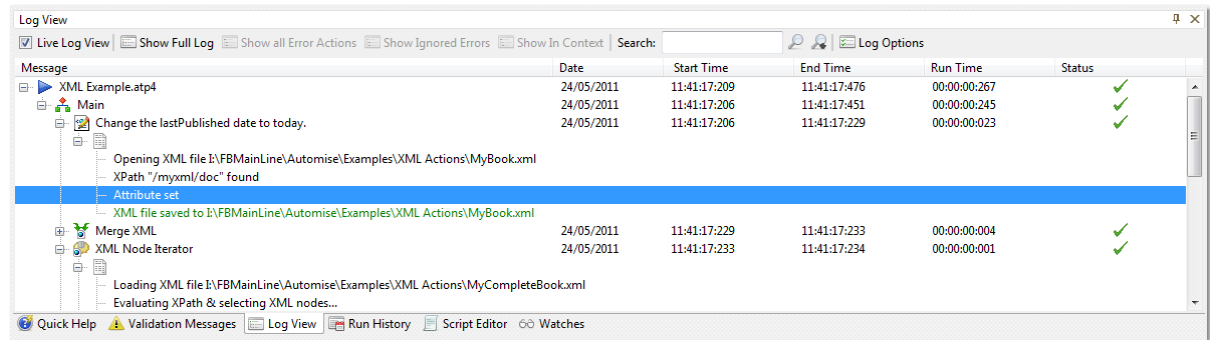 Log View
Live Log View Show Full Log Show all Error Actions Show Ignored Errors Show In Context Search: Log Options
Message Date Start Time End Time Run Time Status
XML Example.atp4 24/05/2011 11:41:17:209 11:41:17:476 00:00:00:267
Main 24/05/2011 11:41:17:206 11:41:17:451 00:00:00:245
Change the lastPublished date to today. 24/05/2011 11:41:17:206 11:41:17:229 00:00:00:023
Opening XML file I:\FBMainLine\Automise\Examples\XML Actions\MyBook.xml
XPath "/myxml/doc" found
Attribute set
XML file saved to I:\FBMainLine\Automise\Examples\XML Actions\MyBook.xml
Merge XML 24/05/2011 11:41:17:229 11:41:17:233 00:00:00:004
XML Node Iterator 24/05/2011 11:41:17:233 11:41:17:234 00:00:00:001
Loading XML file I:\FBMainLine\Automise\Examples\XML Actions\MyCompleteBook.xml
Evaluating XPath & selecting XML nodes...
Quick Help Validation Messages Log View Run History Script Editor Watches